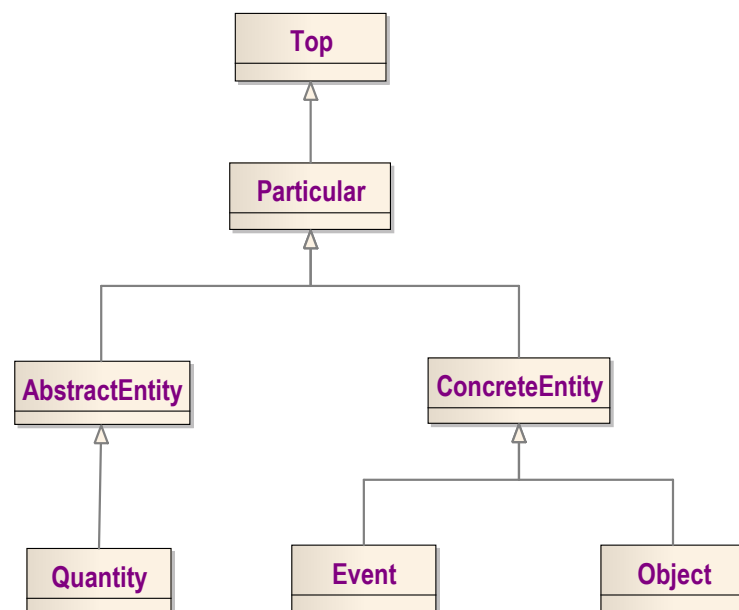 Top
Particular
AbstractEntity
ConcreteEntity
Quantity
Event
Object